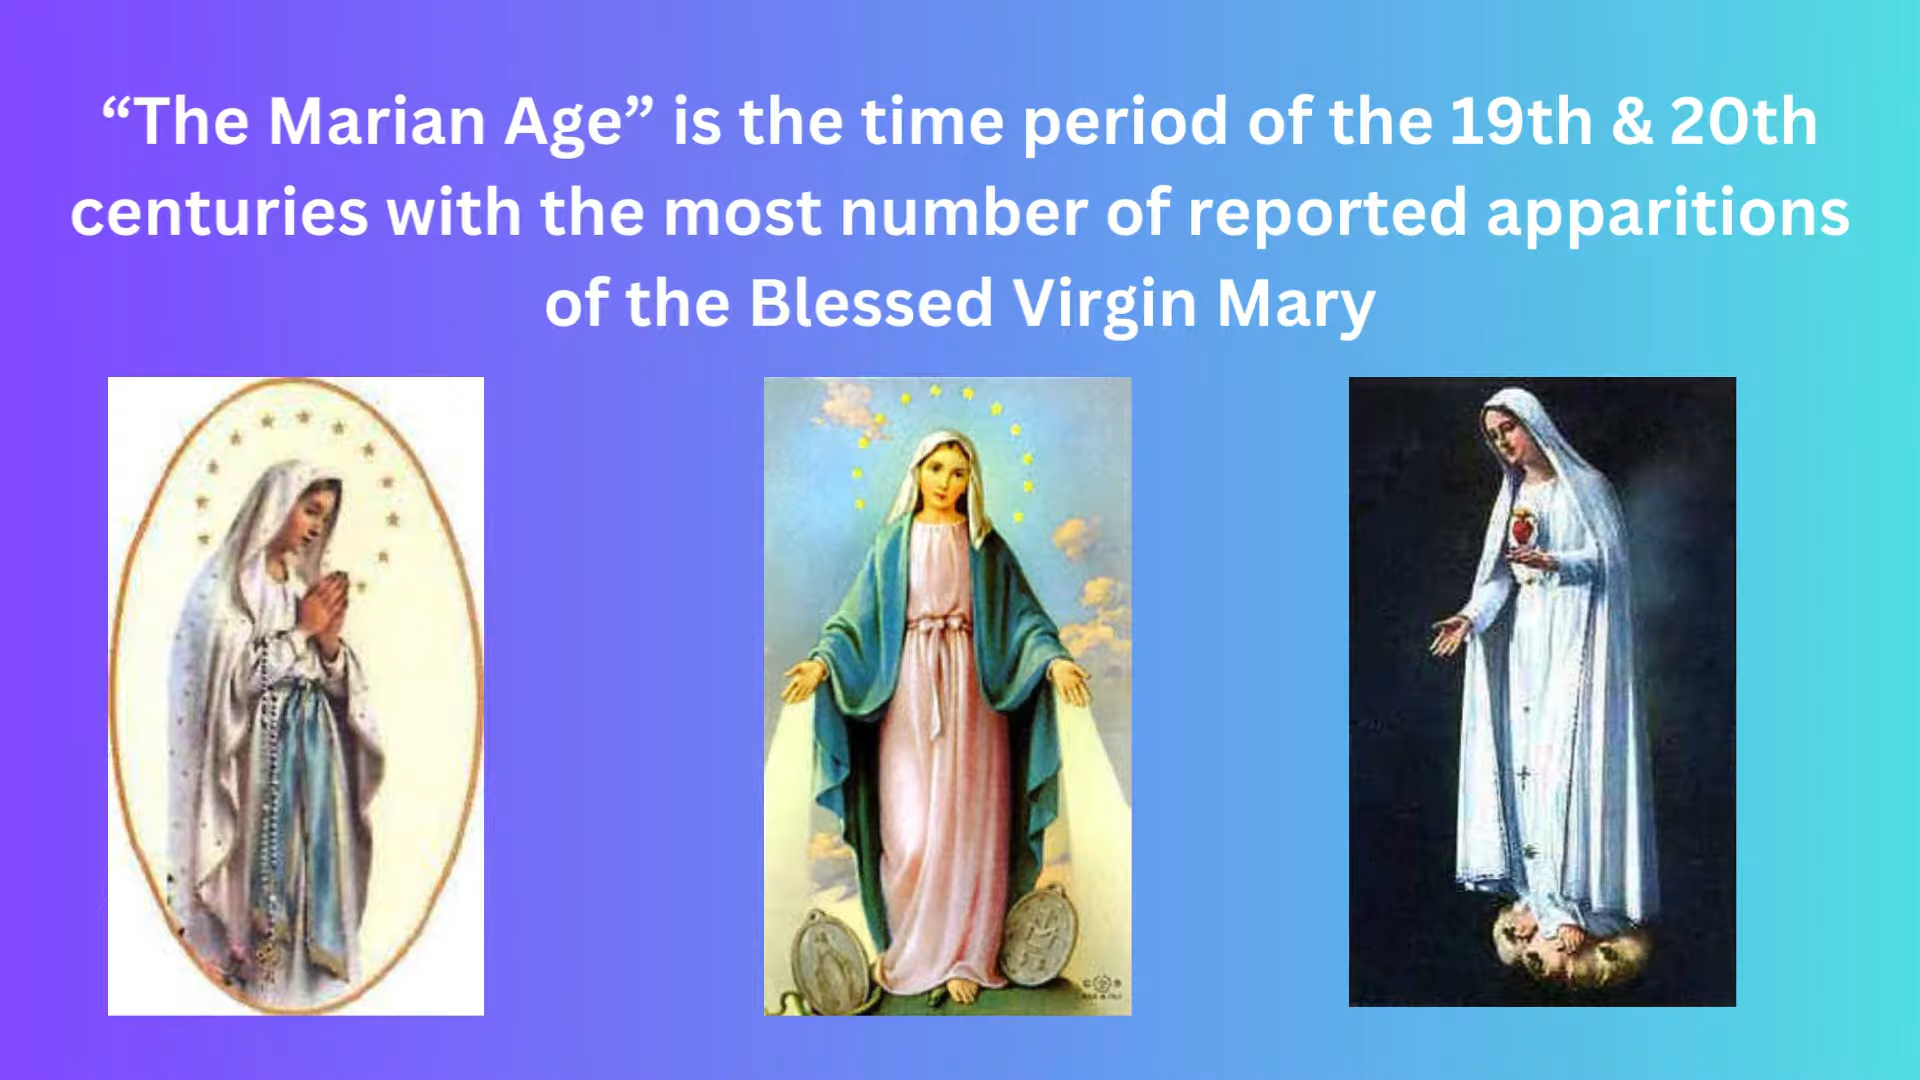 “The Marian Age” is the time period of the 19th & 20th
centuries with the most number of reported apparitions
of the Blessed Virgin Mary